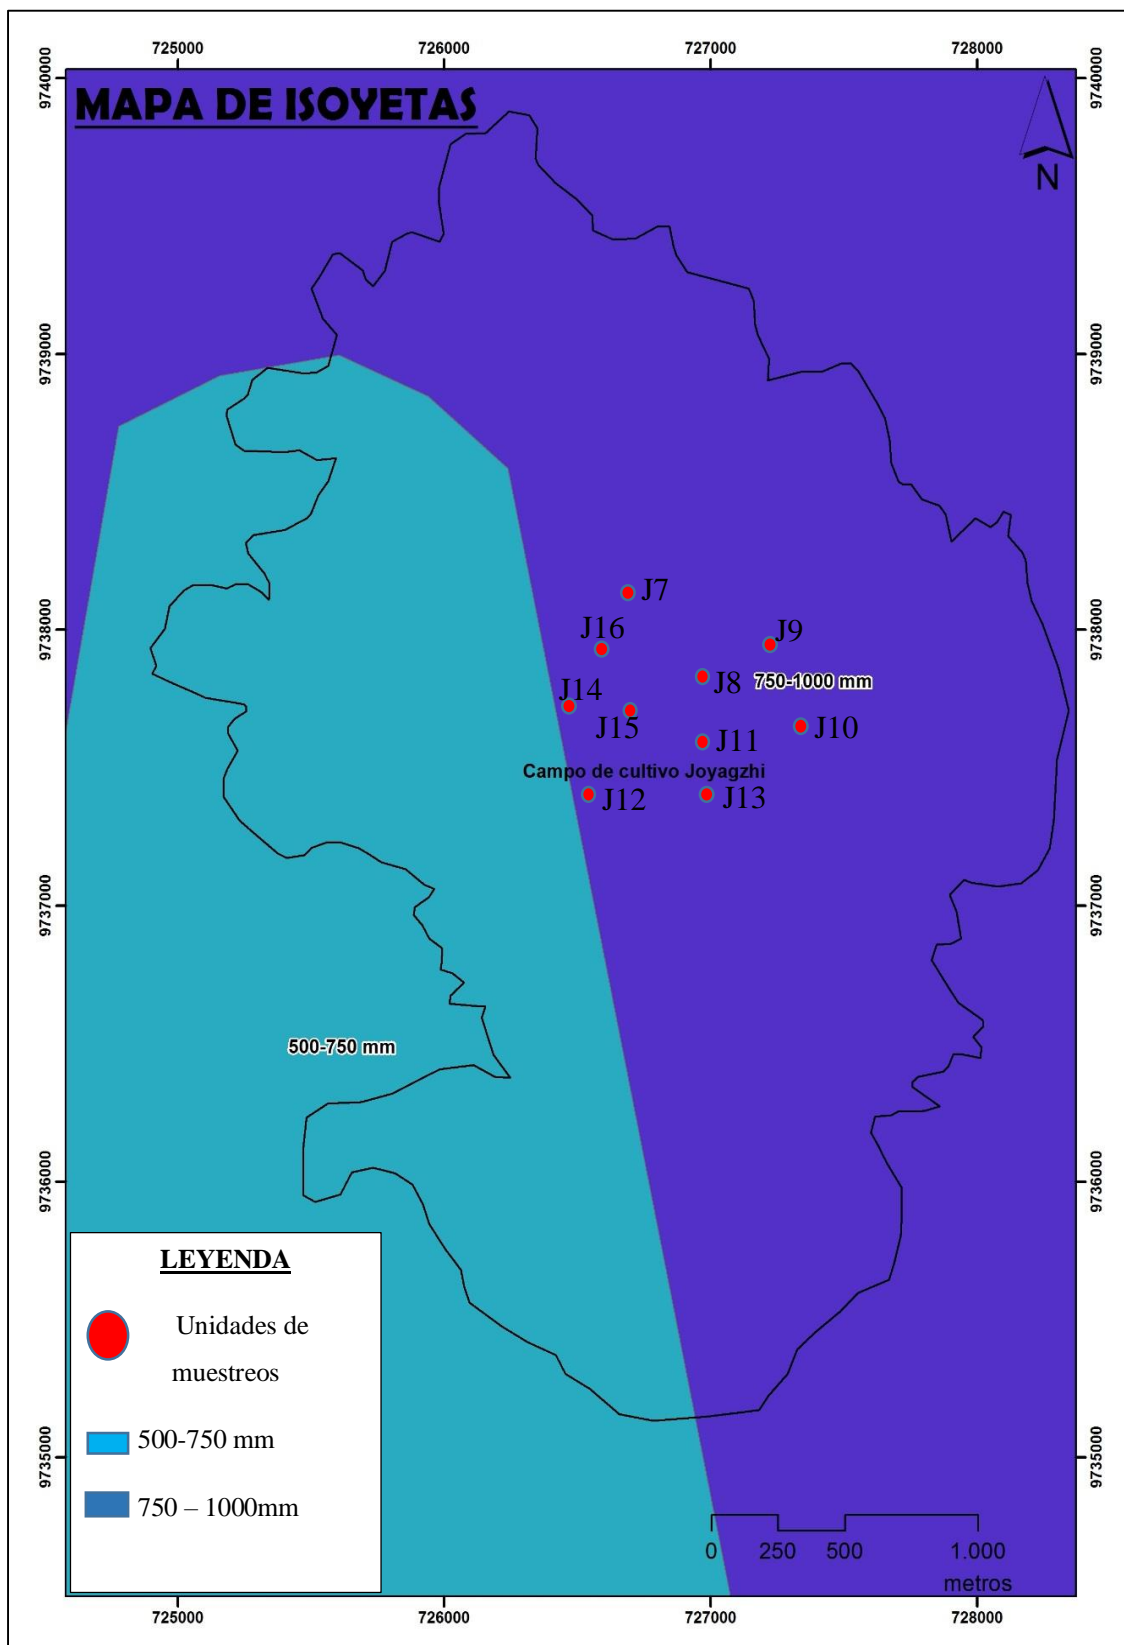 725000
726000
727000
728000
9740000
9740000
MAPA DE ISOYETAS
N
9739000
9739000
J7
9738000
J16
J9
9738000
J8
750-1000 mm
J14
J15
J10
J11
Campo de cultivo Joyagzhi
J12
J13
9737000
9737000
500-750 mm
9736000
9736000
LEYENDA
Unidades de
muestreos
500-750 mm
750 – 1000mm
9735000
9735000
0 250 500 1.000
metros
725000
726000
727000
728000